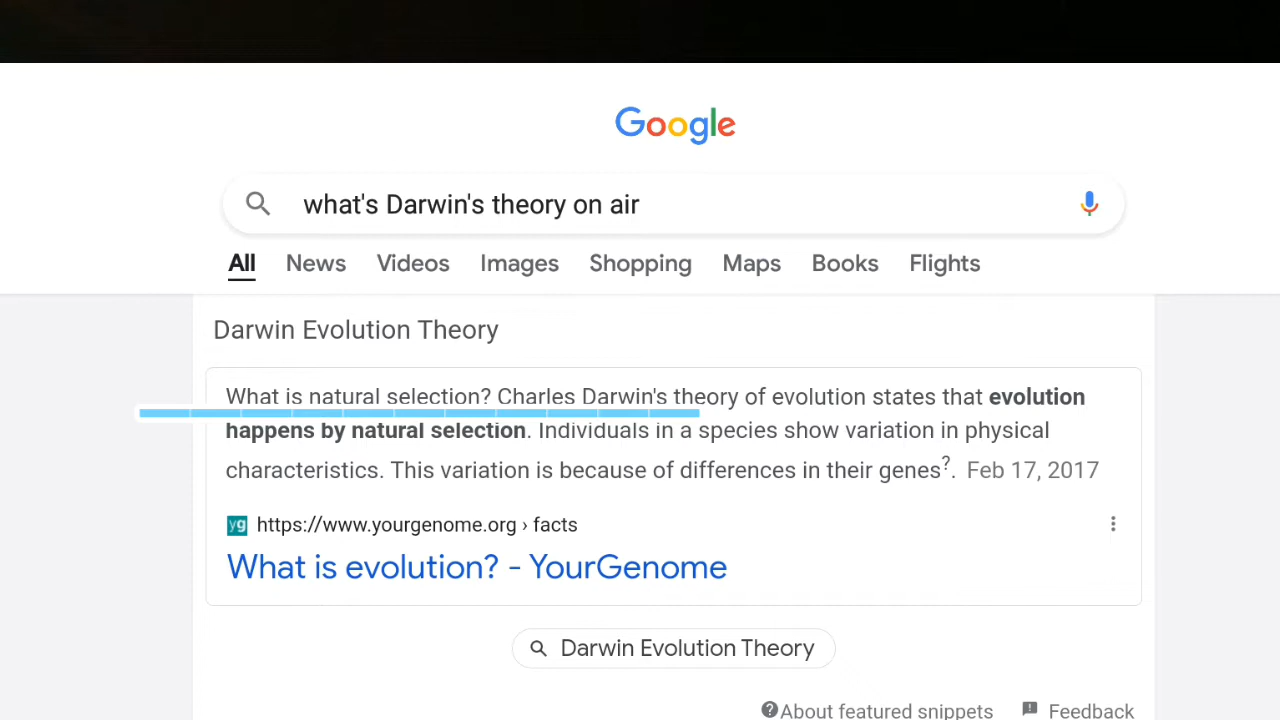 Google
what's Darwin's theory on air
All News Videos Images Shopping Maps Books Flights
Darwin Evolution Theory
What is natural selection? Charles Darwin's theory of evolution states that evolution
happens by natural selection. Individuals in a species show variation in physical
characteristics. This variation is because of differences in their genes?. Feb 17, 2017
yg https://www.yourgenome.org › facts
What is evolution? - YourGenome
Darwin Evolution Theory
About featured snippets Feedback